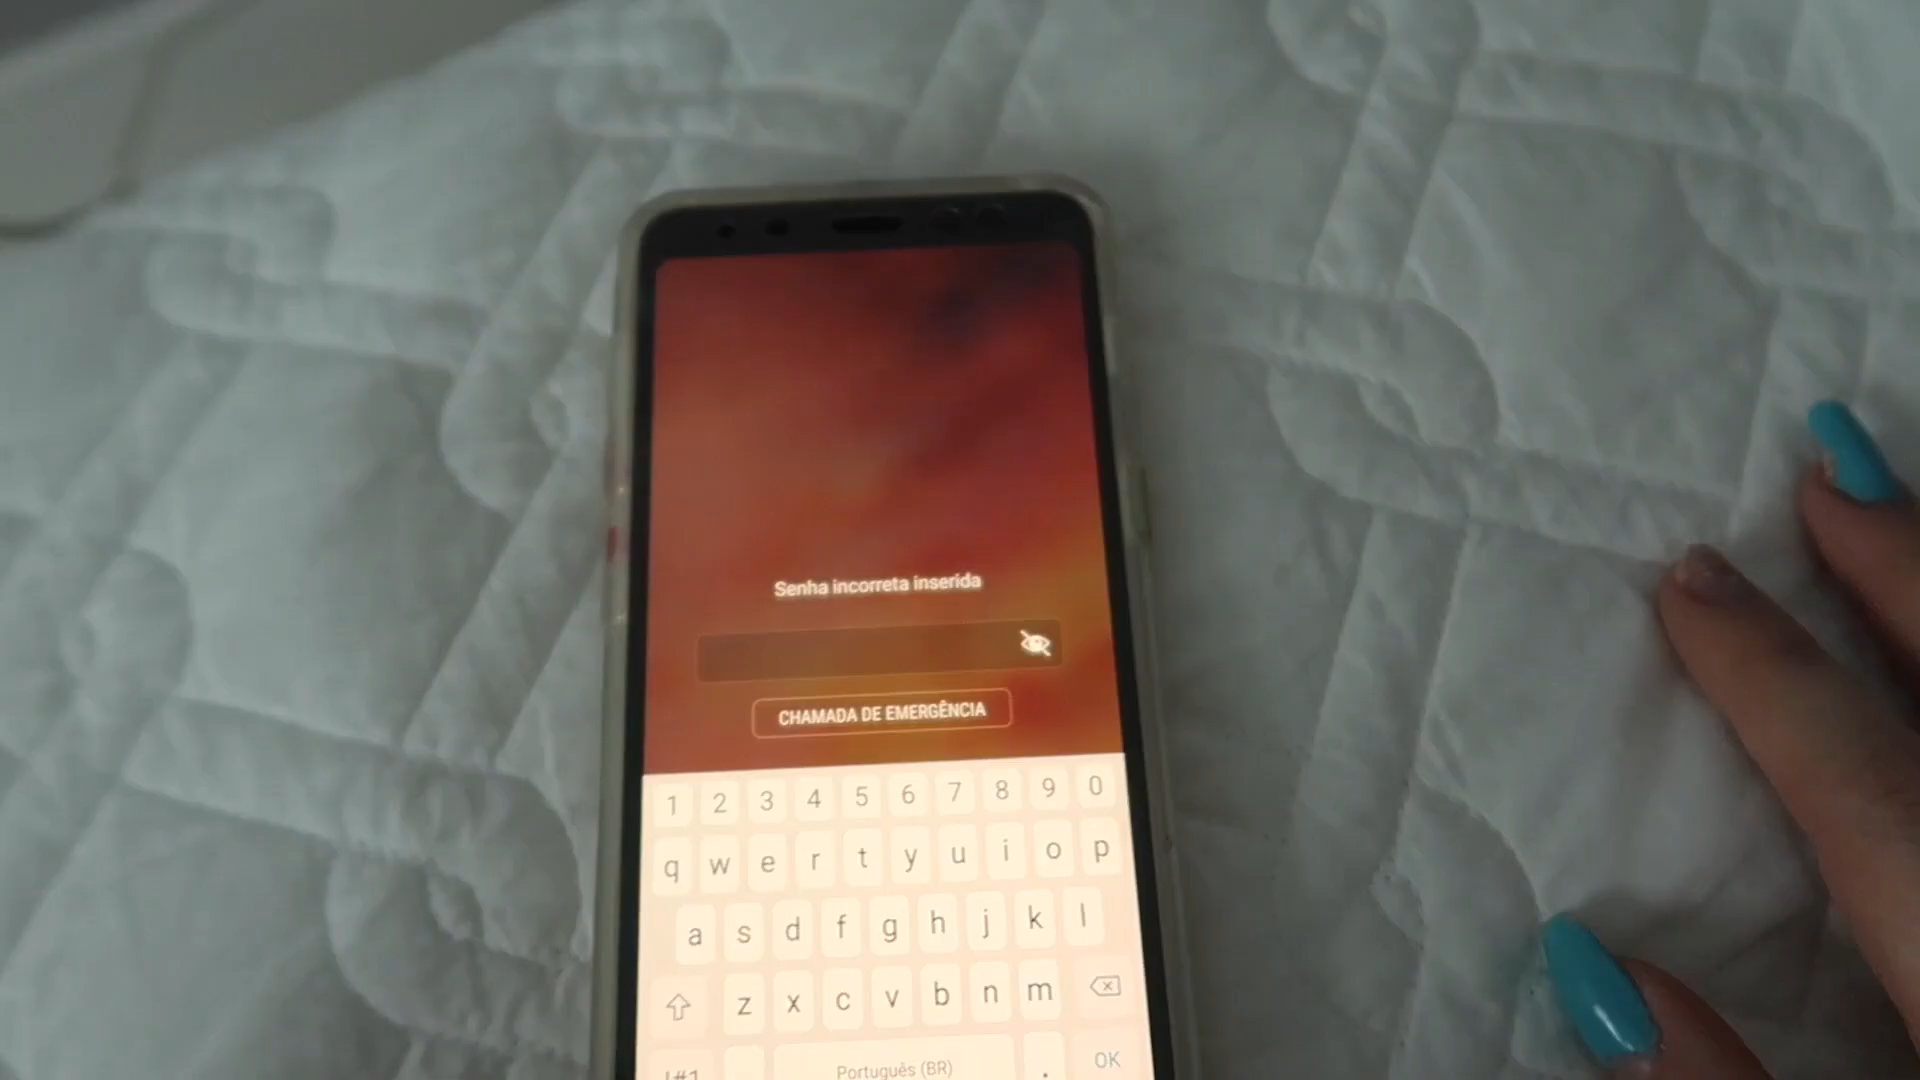 Senha incorreta inserida
CHAMADA DE EMERGÊNCIA
1 2 3 4 5 6 7 8 9 0
q w e r t y u i o p
a s d f g h j k l
z x c v b n m
!#1 Português (BR) . OK